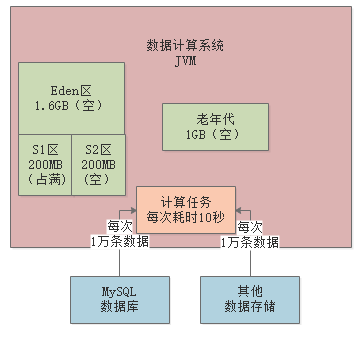 数据计算系统
JVM
Eden区
1.6GB（空）
老年代
1GB（空）
S1区
200MB
（占满）
S2区
200MB
（空）
计算任务
每次耗时10秒
每次
1万条数据
每次
1万条数据
MySQL
数据库
其他
数据存储